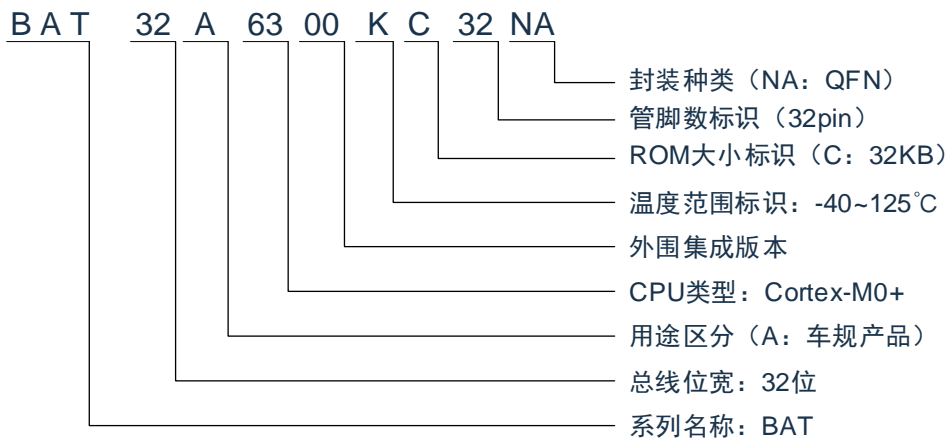 BAT 32 A 63 00 K C 32 NA
封装种类（NA：QFN）
管脚数标识（32pin）
ROM大小标识（C：32KB）
温度范围标识：-40~125℃
外围集成版本
CPU类型：Cortex-M0+
用途区分（A：车规产品）
总线位宽：32位
系列名称：BAT